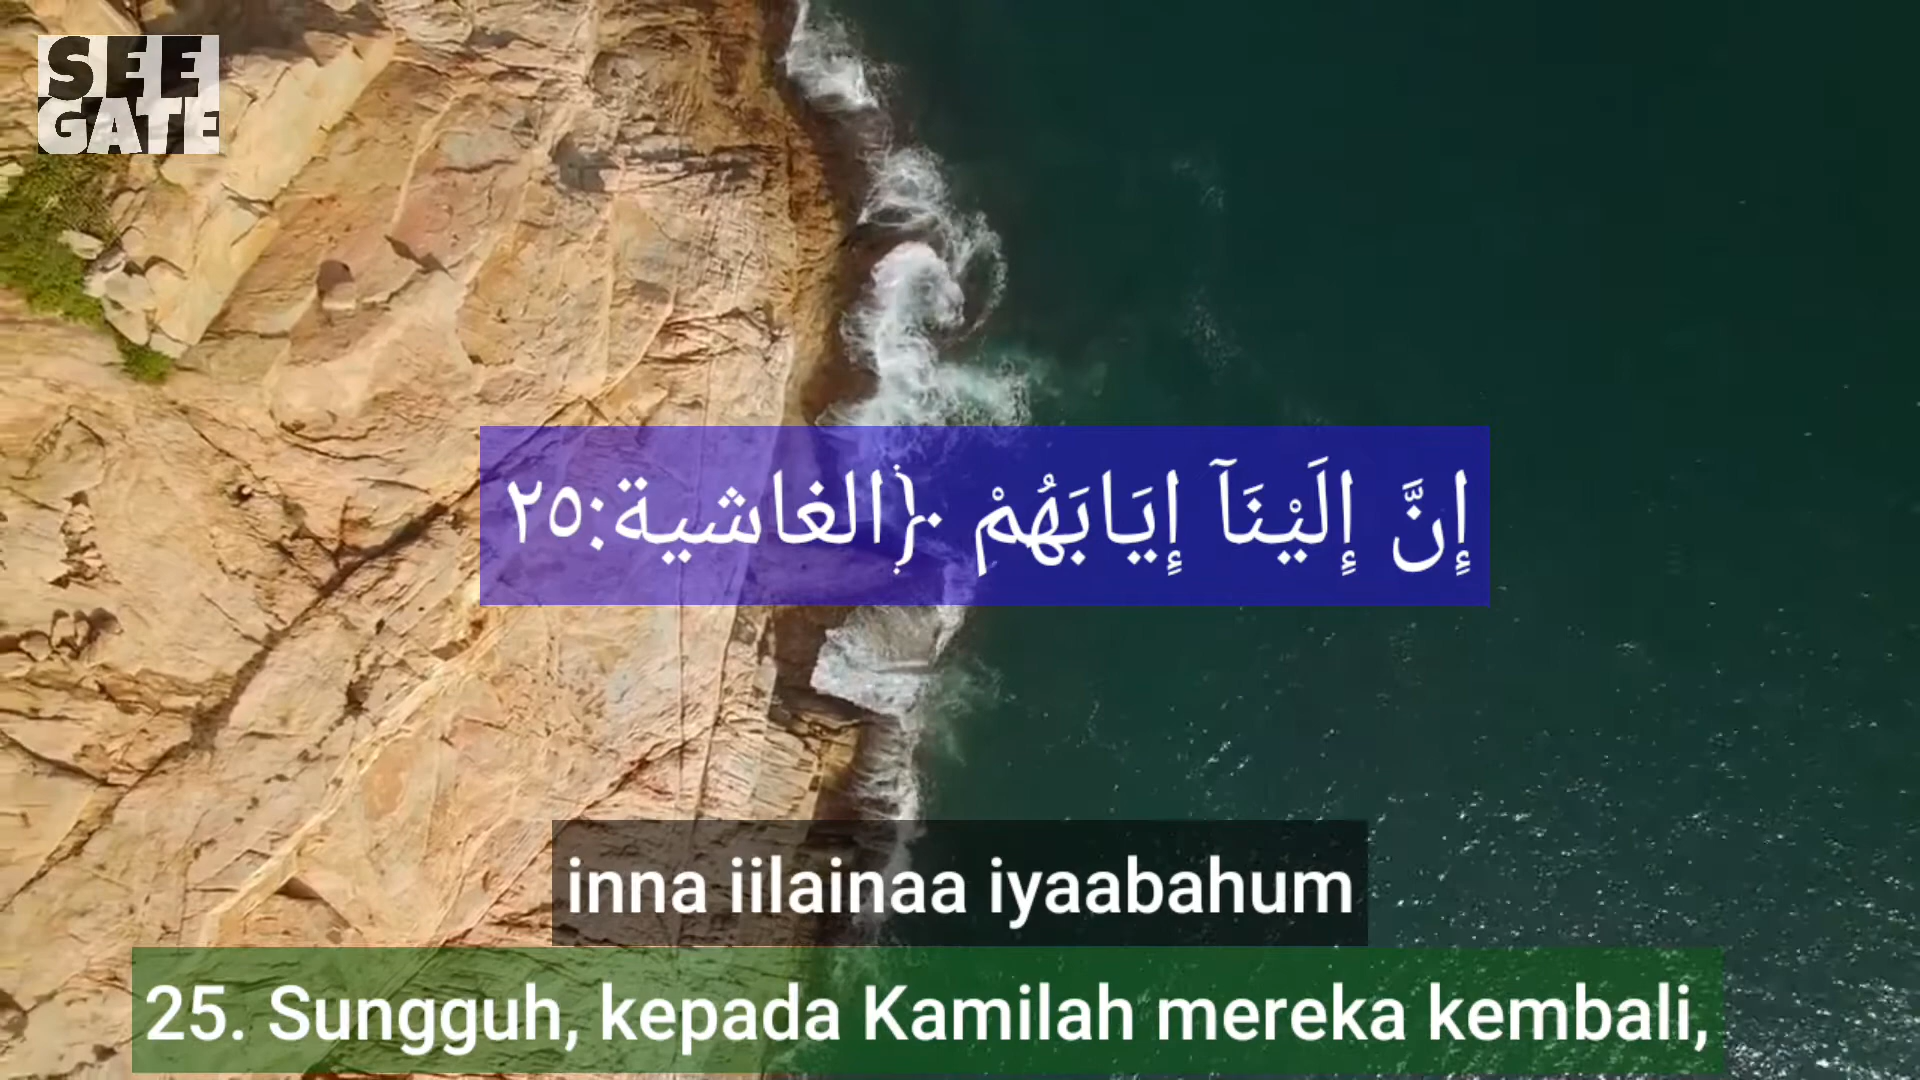 SEE
GATE
إِنَّ إِلَيْنَآ إِيَابَهُمْ ﴿الغاشية:٢٥
inna iilainaa iyaabahum
25. Sungguh, kepada Kamilah mereka kembali,